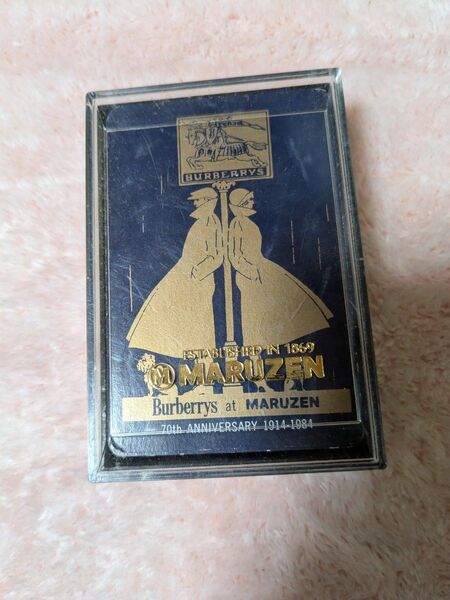 BURBERRYS
ESTABLISHED IN 1869
M MARUZEN
Burberrys at MARUZEN
70th ANNIVERSARY 1914-1984